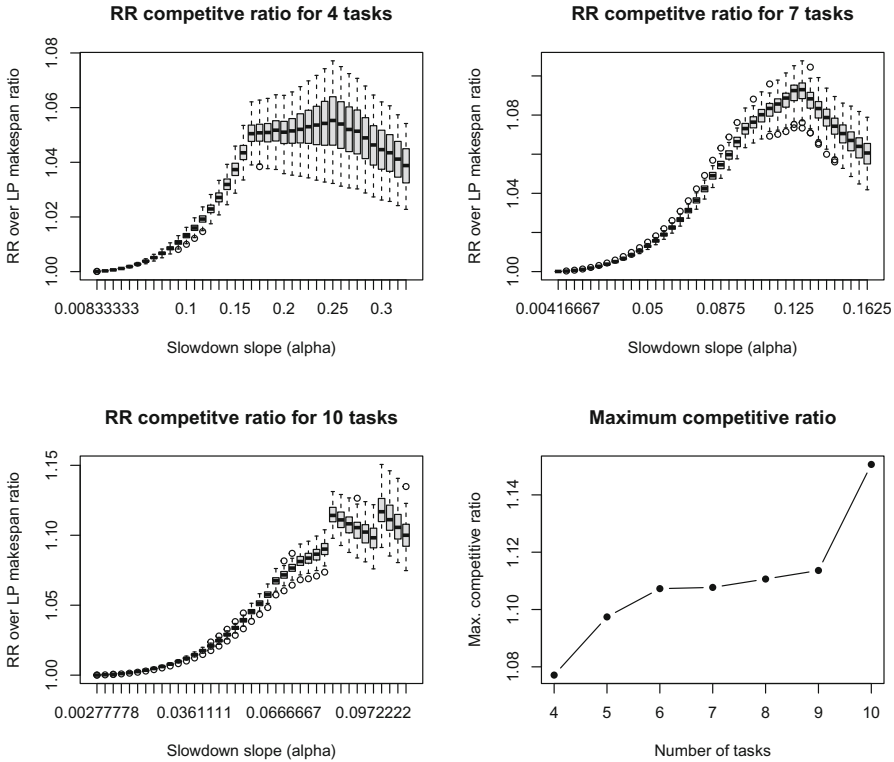 RR competitve ratio for 4 tasks
RR over LP makespan ratio
1.00 1.02 1.04 1.06 1.08
0.00833333 0.1 0.15 0.2 0.25 0.3
Slowdown slope (alpha)
RR competitve ratio for 7 tasks
RR over LP makespan ratio
1.00 1.04 1.08
0.00416667 0.05 0.0875 0.125 0.1625
Slowdown slope (alpha)
RR competitve ratio for 10 tasks
RR over LP makespan ratio
1.00 1.05 1.10 1.15
0.00277778 0.0361111 0.0666667 0.0972222
Slowdown slope (alpha)
Maximum competitive ratio
Max. competitive ratio
1.08 1.10 1.12 1.14
4 5 6 7 8 9 10
Number of tasks